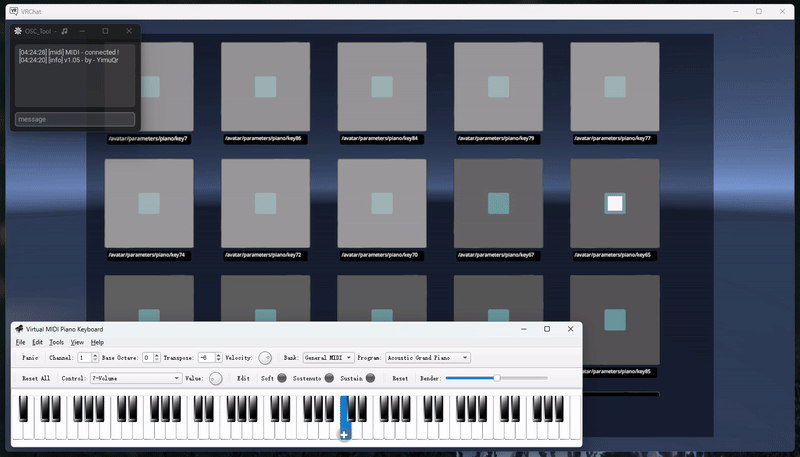 VRChat
OSC_Tool -
[04:24:28] [midi] MIDI - connected !
[04:24:20] [info] v1.05 - by - YimuQr
message
/avatar/parameters/piano/key7
/avatar/parameters/piano/key86
/avatar/parameters/piano/key84
/avatar/parameters/piano/key79
/avatar/parameters/piano/key77
/avatar/parameters/piano/key74
/avatar/parameters/piano/key72
/avatar/parameters/piano/key70
/avatar/parameters/piano/key67
/avatar/parameters/piano/key65
/avatar/parameters/piano/key85
Virtual MIDI Piano Keyboard
File Edit Tools View Help
Panic Channel: 1 Base Octave: 0 Transpose: -8 Velocity: Bank: General MIDI Program: Acoustic Grand Piano
Reset All Control: 7-Volume Value: Edit Soft Sostenuto Sustain Reset Bender: